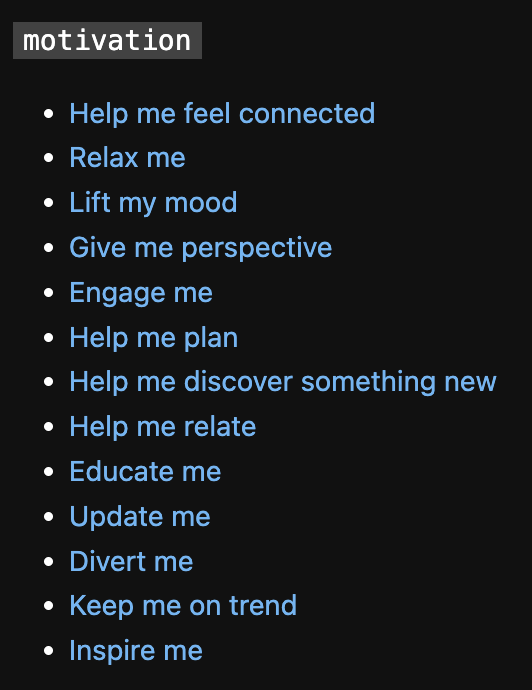 motivation
Help me feel connected
Relax me
Lift my mood
Give me perspective
Engage me
Help me plan
Help me discover something new
Help me relate
Educate me
Update me
Divert me
Keep me on trend
Inspire me